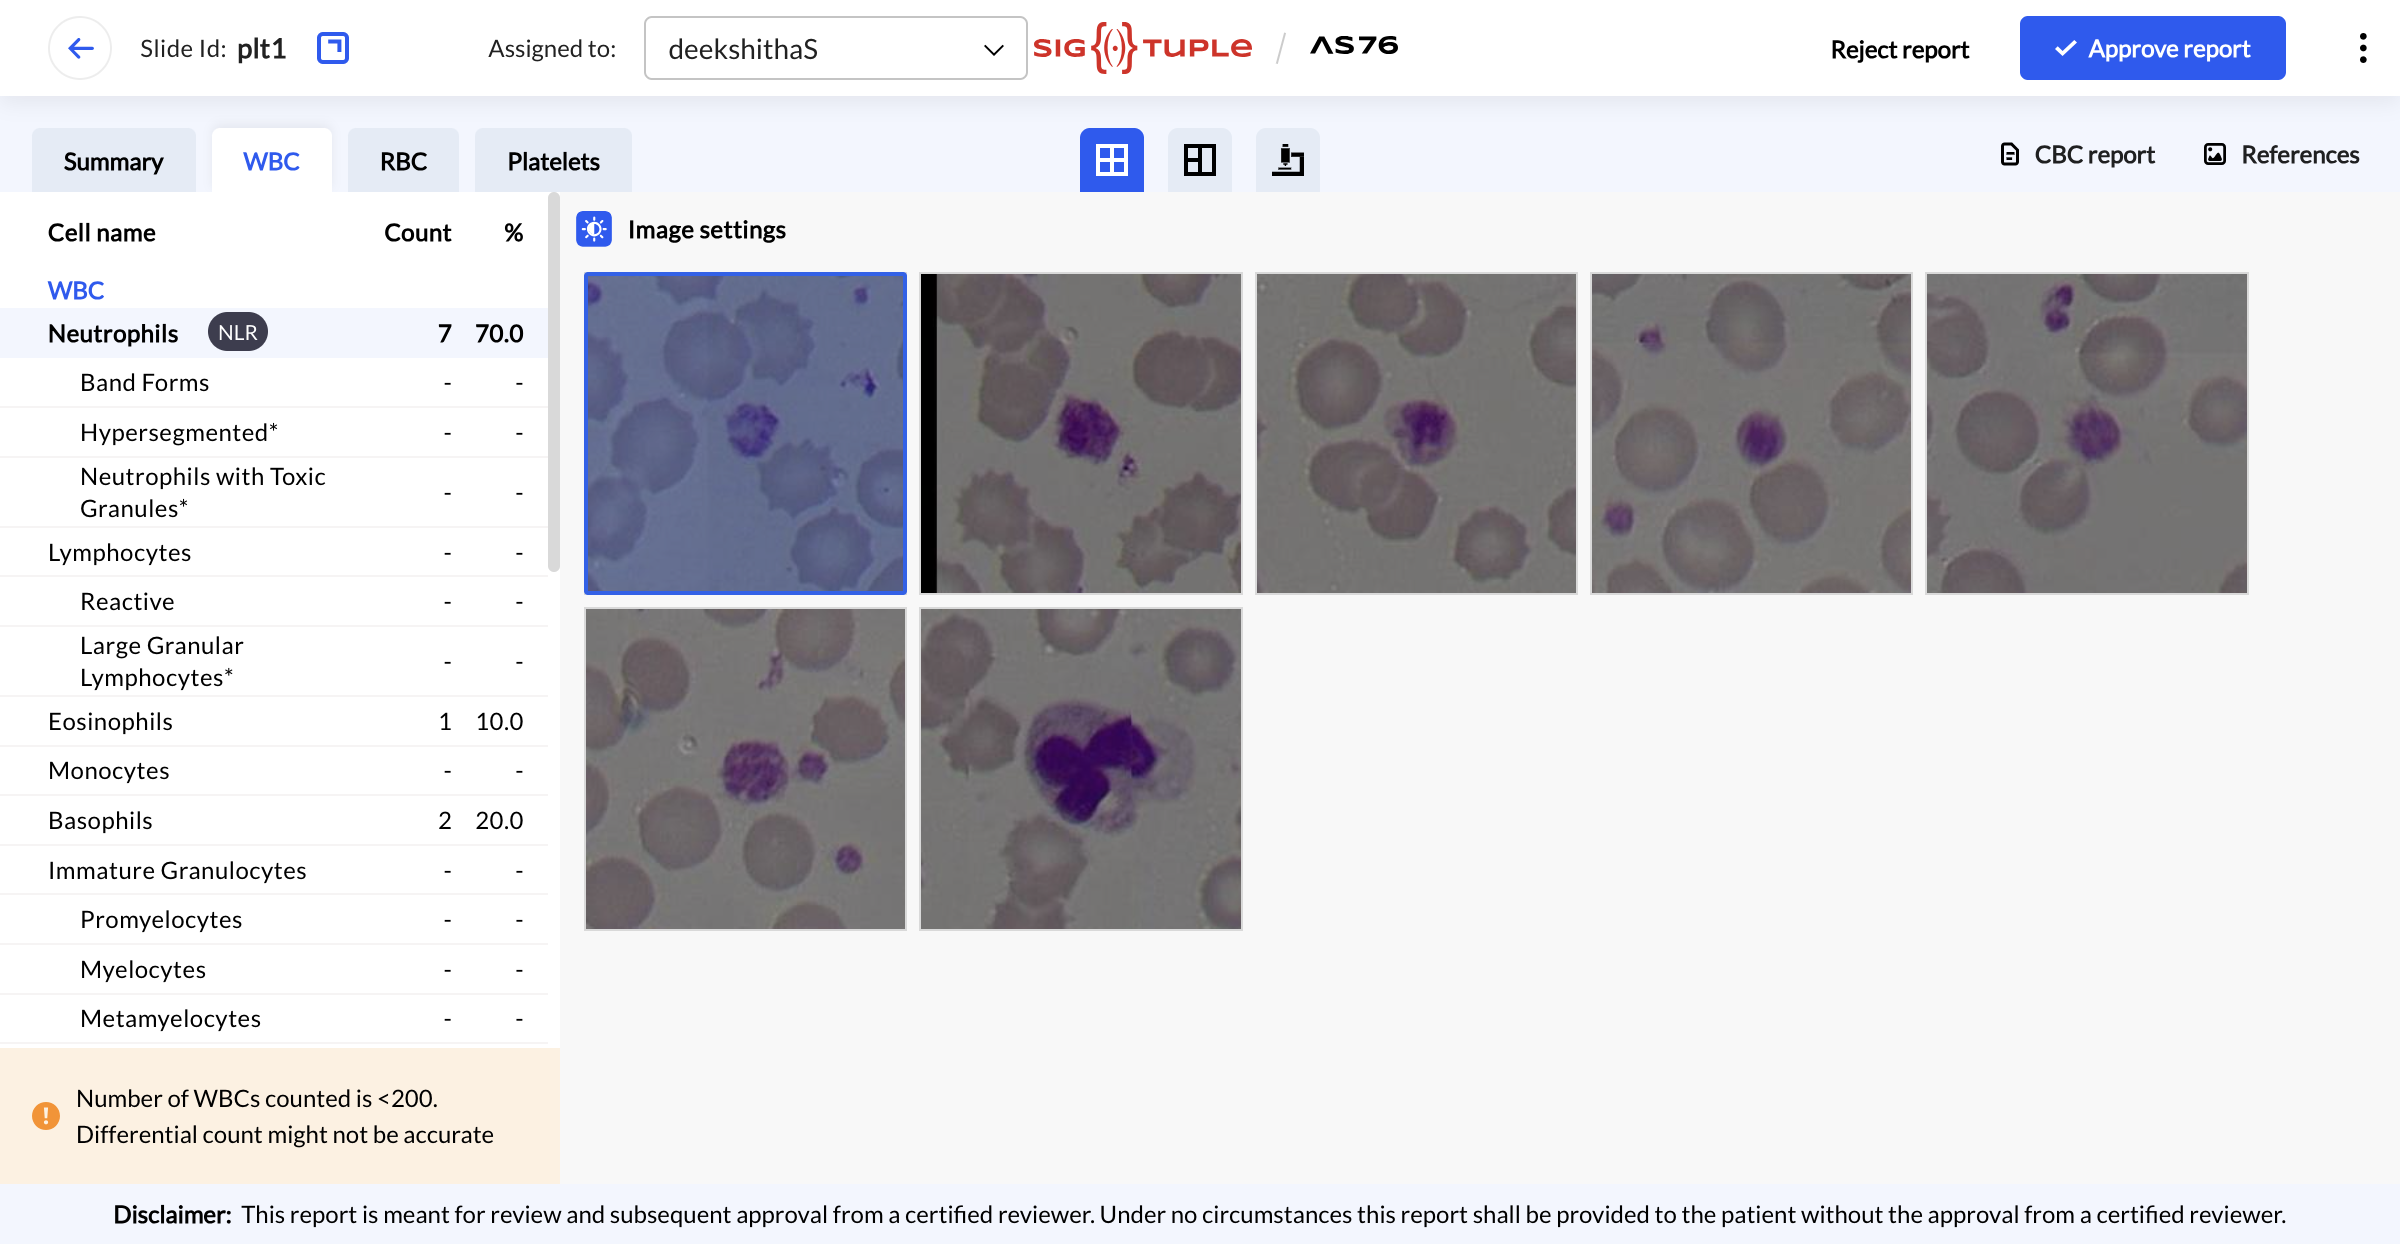 Slide Id: plt1 Assigned to: deekshithaS SIG TUPLE / AS76 Reject report Approve report
Summary WBC RBC Platelets CBC report References
Cell name Count %
Image settings
WBC
Neutrophils NLR 7 70.0
Band Forms - -
Hypersegmented* - -
Neutrophils with Toxic
Granules* - -
Lymphocytes - -
Reactive - -
Large Granular
Lymphocytes* - -
Eosinophils 1 10.0
Monocytes - -
Basophils 2 20.0
Immature Granulocytes - -
Promyelocytes - -
Myelocytes - -
Metamyelocytes - -
Number of WBCs counted is <200.
Differential count might not be accurate
Disclaimer: This report is meant for review and subsequent approval from a certified reviewer. Under no circumstances this report shall be provided to the patient without the approval from a certified reviewer.